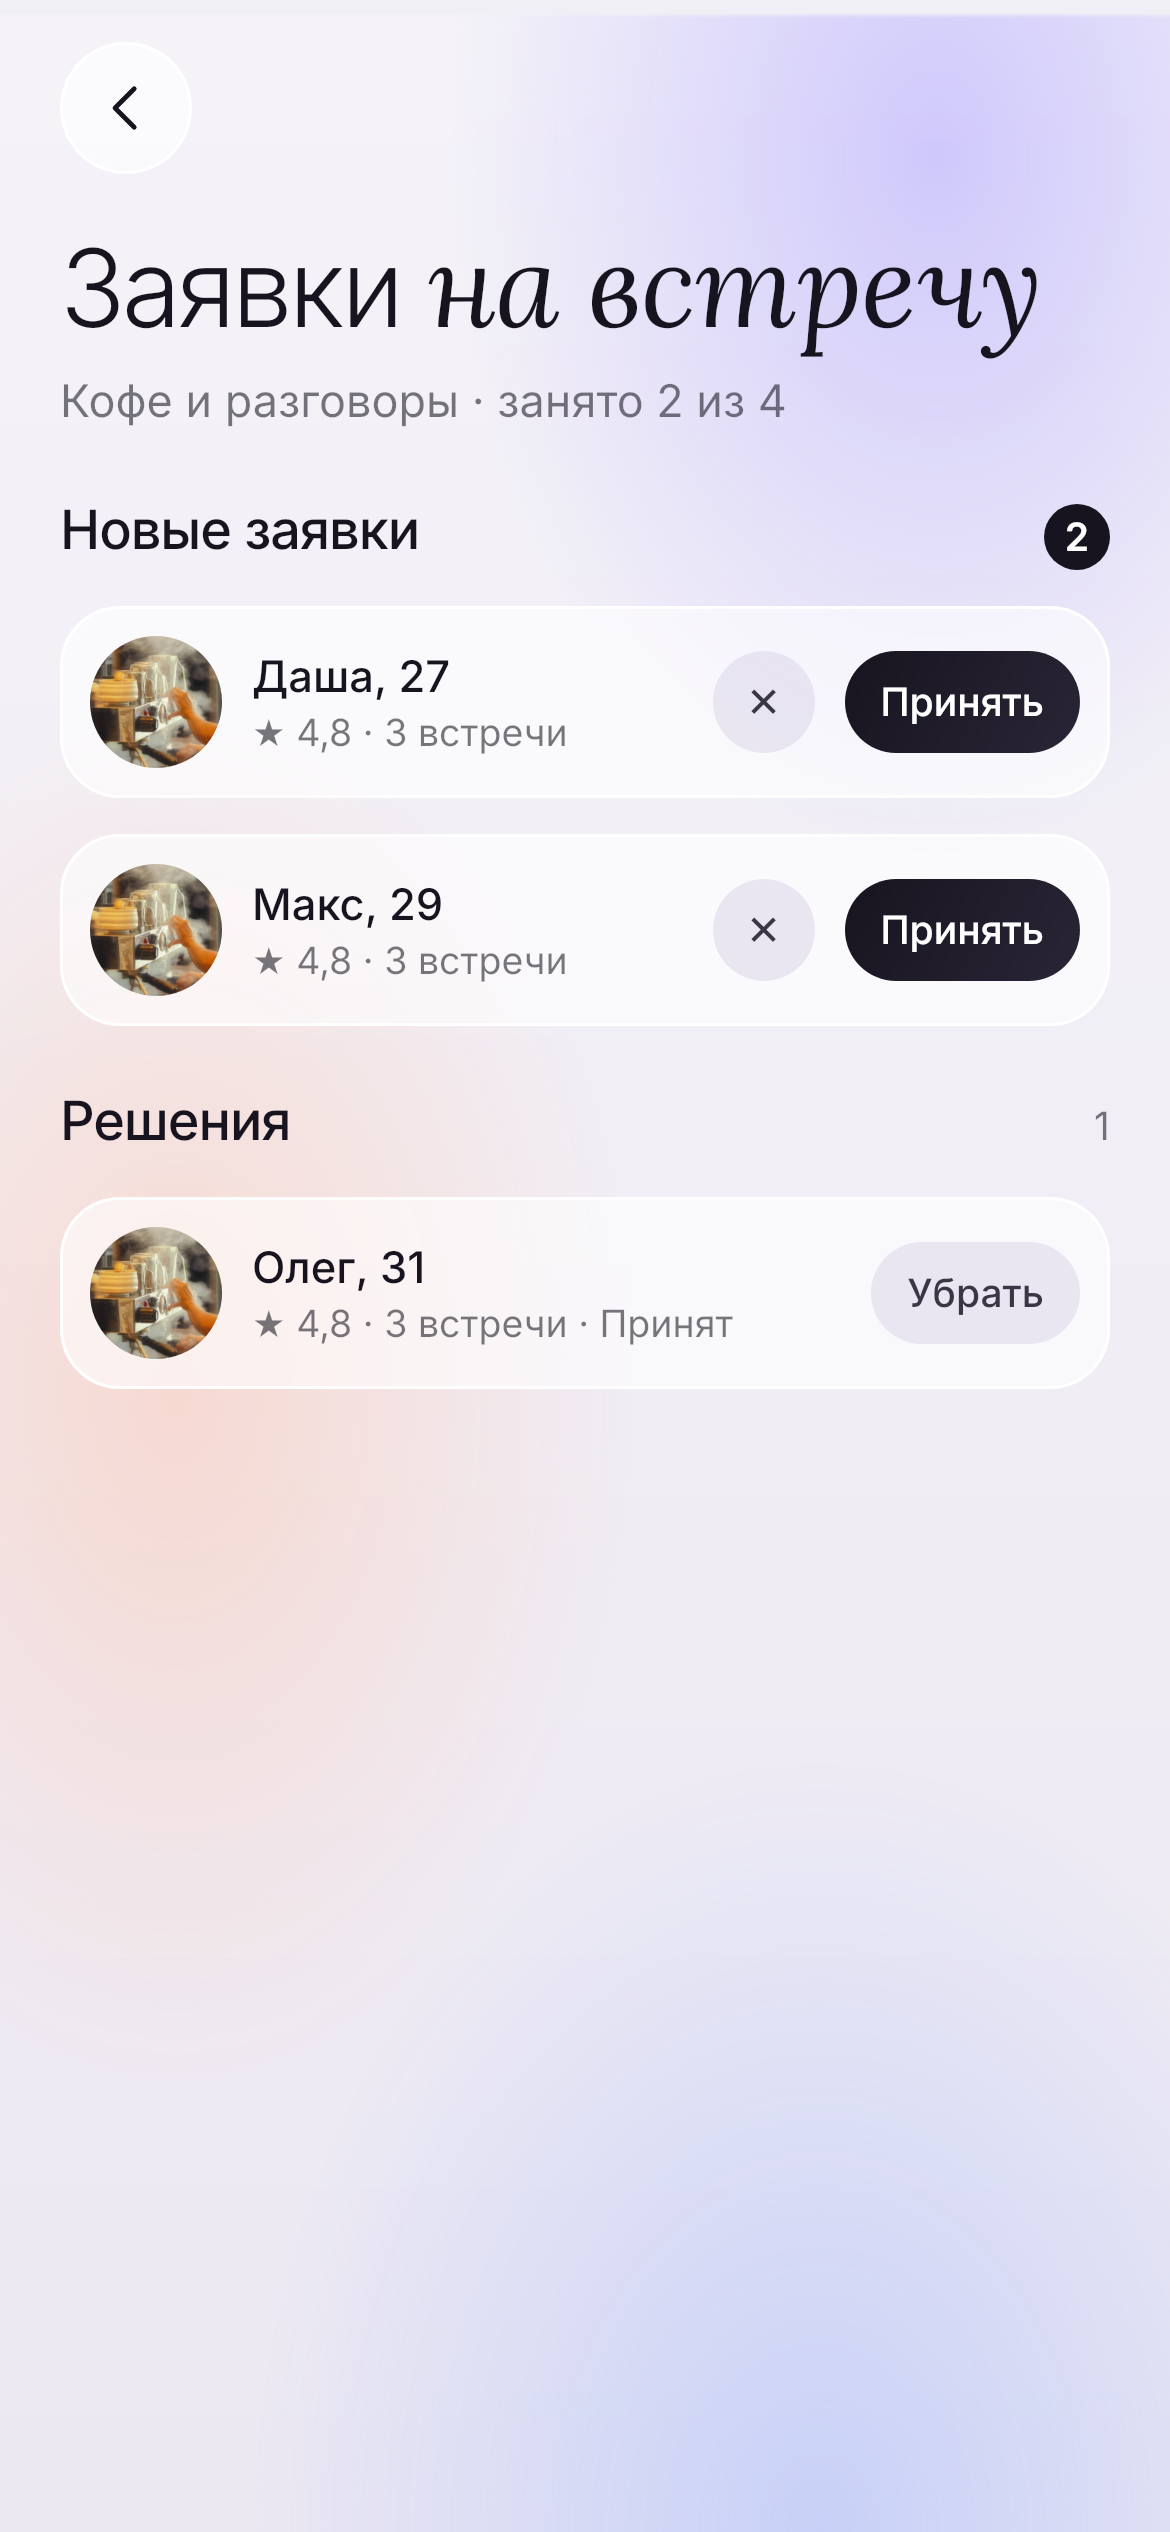 Заявки на встречу
Кофе и разговоры · занято 2 из 4
Новые заявки
2
Даша, 27
★ 4,8 · 3 встречи
✕
Принять
Макс, 29
★ 4,8 · 3 встречи
✕
Принять
Решения
1
Олег, 31
★ 4,8 · 3 встречи · Принят
Убрать